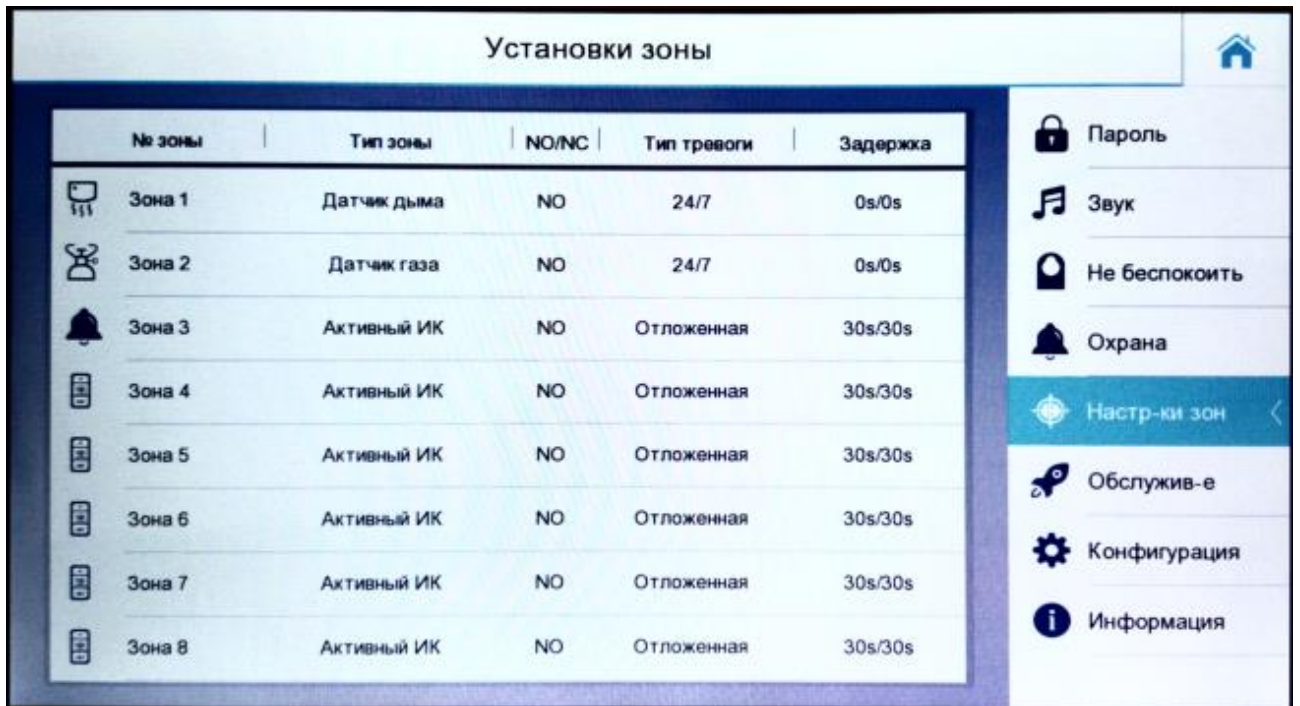 Установки зоны
№ зоны Тип зоны NO/NC Тип тревоги Задержка
Зона 1 Датчик дыма NO 24/7 0s/0s
Зона 2 Датчик газа NO 24/7 0s/0s
Зона 3 Активный ИК NO Отложенная 30s/30s
Зона 4 Активный ИК NO Отложенная 30s/30s
Зона 5 Активный ИК NO Отложенная 30s/30s
Зона 6 Активный ИК NO Отложенная 30s/30s
Зона 7 Активный ИК NO Отложенная 30s/30s
Зона 8 Активный ИК NO Отложенная 30s/30s
Пароль
Звук
Не беспокоить
Охрана
Настр-ки зон
Обслужив-е
Конфигурация
Информация